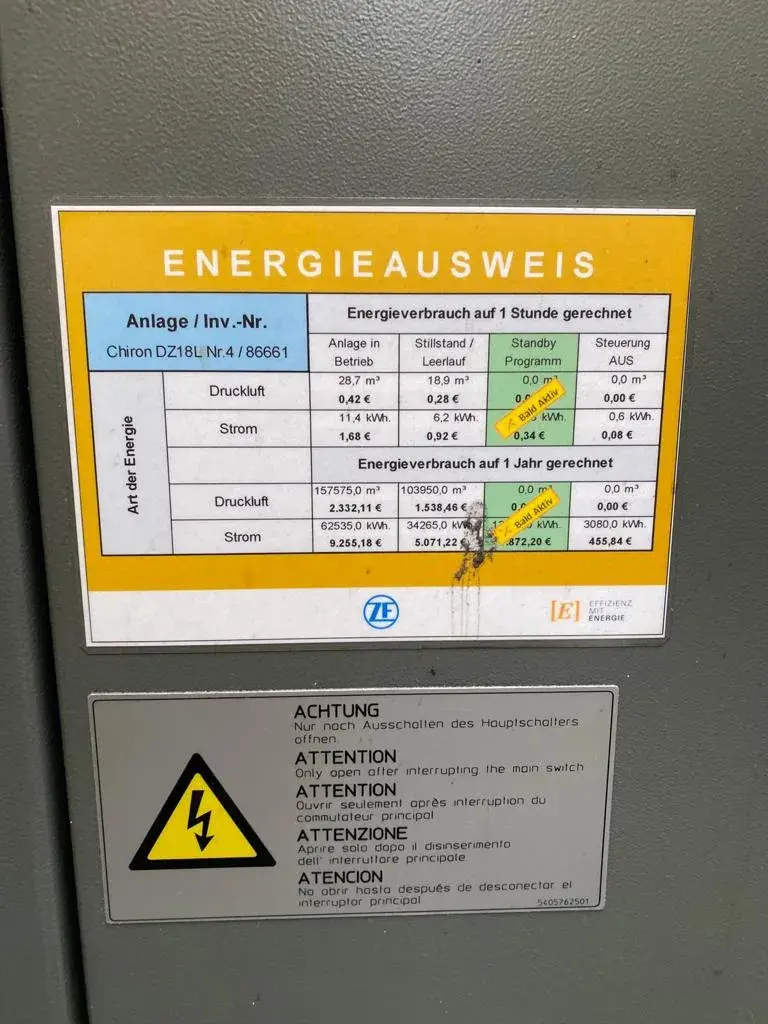 ENERGIEAUSWEIS
Anlage / Inv.-Nr.
Chiron DZ18L Nr.4 / 86661
Energieverbrauch auf 1 Stunde gerechnet
Anlage in Betrieb
Stillstand / Leerlauf
Standby Programm
Steuerung AUS
Art der Energie
Druckluft
28,7 m³ 18,9 m³ 0,0 m³ 0,0 m³
0,42 € 0,28 € 0,00 €
Strom
11,4 kWh. 6,2 kWh. kWh. 0,6 kWh.
1,68 € 0,92 € 0,34 € 0,08 €
Bald Aktiv
Energieverbrauch auf 1 Jahr gerechnet
Druckluft
157575,0 m³ 103950,0 m³ 0,0 m³ 0,0 m³
2.332,11 € 1.538,46 € 0,00 €
Strom
62535,0 kWh. 34265,0 kWh. kWh. 3080,0 kWh.
9.255,18 € 5.071,22 € .872,20 € 455,84 €
Bald Aktiv
ZF
[E] EFFIZIENZ
MIT
ENERGIE
ACHTUNG
Nur nach Ausschalten des Hauptschalters
öffnen
ATTENTION
Only open after interrupting the main switch
ATTENTION
Ouvrir seulement après interruption du
commutateur principal
ATTENZIONE
Aprire solo dopo il disinserimento
dell' interruttore principale
ATENCION
No abrir hasta después de desconectar el
interruptor principal
5405762501